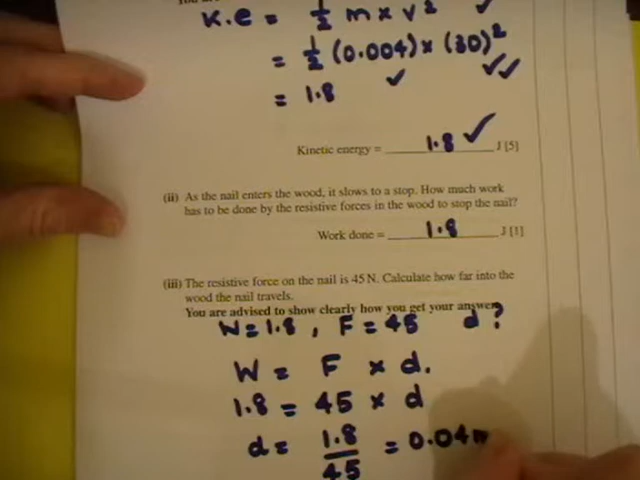 K.e = 1/2 m x v² ✓
= 1/2 (0.004) x (30)²
= 1.8 ✓ ✓✓
Kinetic energy = 1.8 ✓ J [5]
(ii) As the nail enters the wood, it slows to a stop. How much work
has to be done by the resistive forces in the wood to stop the nail?
Work done = 1.8 J [1]
(iii) The resistive force on the nail is 45 N. Calculate how far into the
wood the nail travels.
You are advised to show clearly how you get your answer.
W = 1.8 , F = 45 d?
W = F x d.
1.8 = 45 x d
d = 1.8/45 = 0.04m